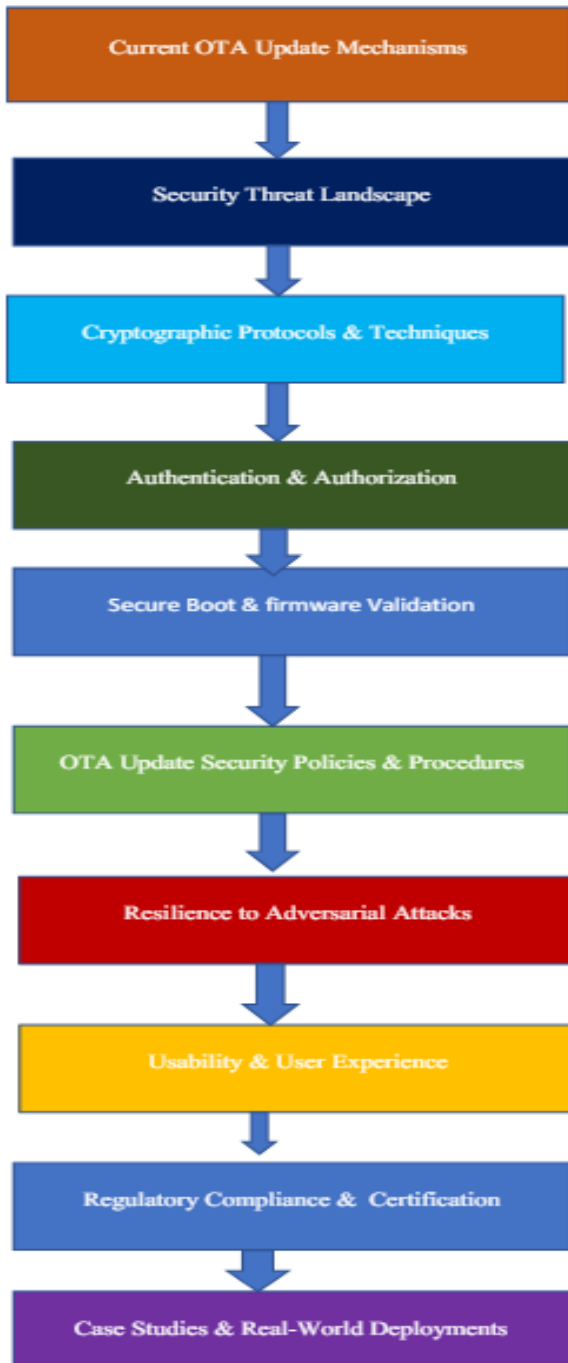 Current OTA Update Mechanisms
Security Threat Landscape
Cryptographic Protocols & Techniques
Authentication & Authorization
Secure Boot & firmware Validation
OTA Update Security Policies & Procedures
Resilience to Adversarial Attacks
Usability & User Experience
Regulatory Compliance & Certification
Case Studies & Real-World Deployments